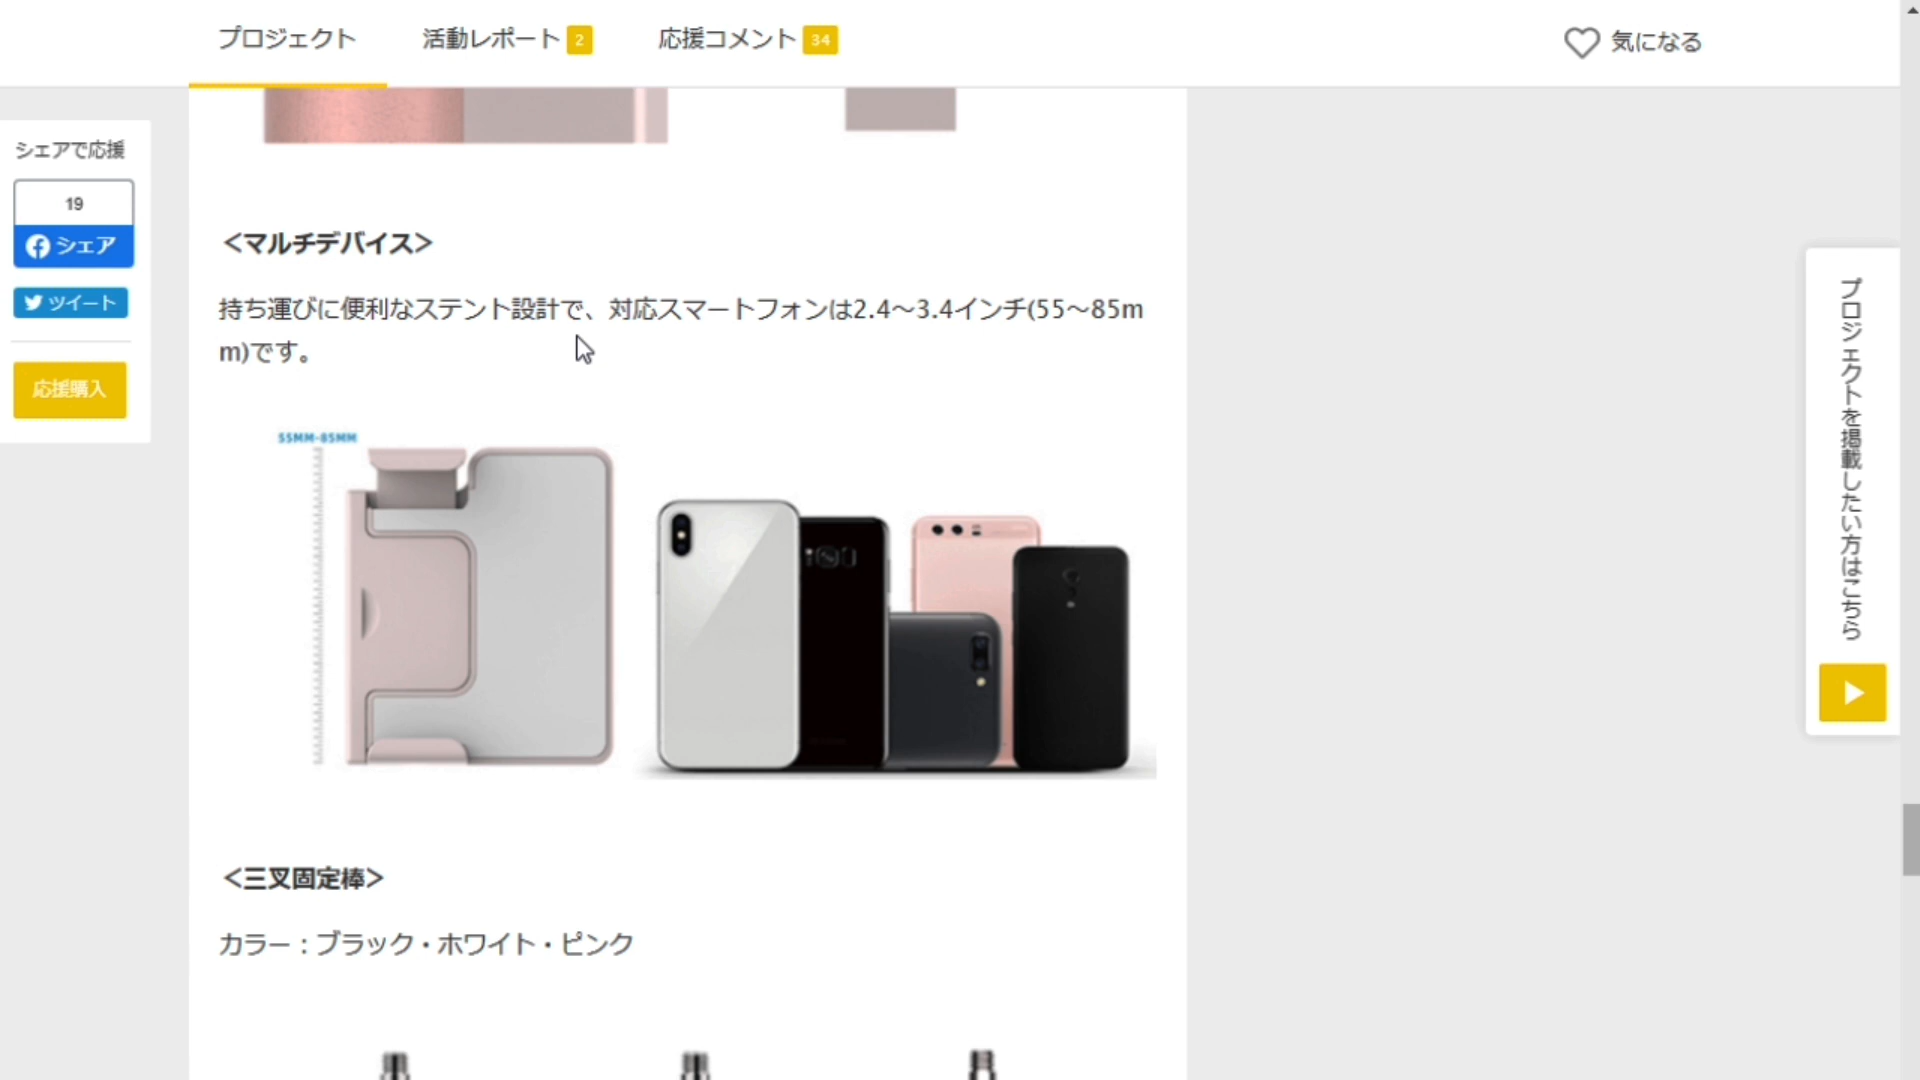 プロジェクト
活動レポート 2
応援コメント 34
気になる
シェアで応援
19
シェア
ツイート
応援購入
＜マルチデバイス＞
持ち運びに便利なステント設計で、対応スマートフォンは2.4～3.4インチ(55～85m
m)です。
55MM-85MM
＜三叉固定棒＞
カラー：ブラック・ホワイト・ピンク
プロジェクトを掲載したい方はこちら